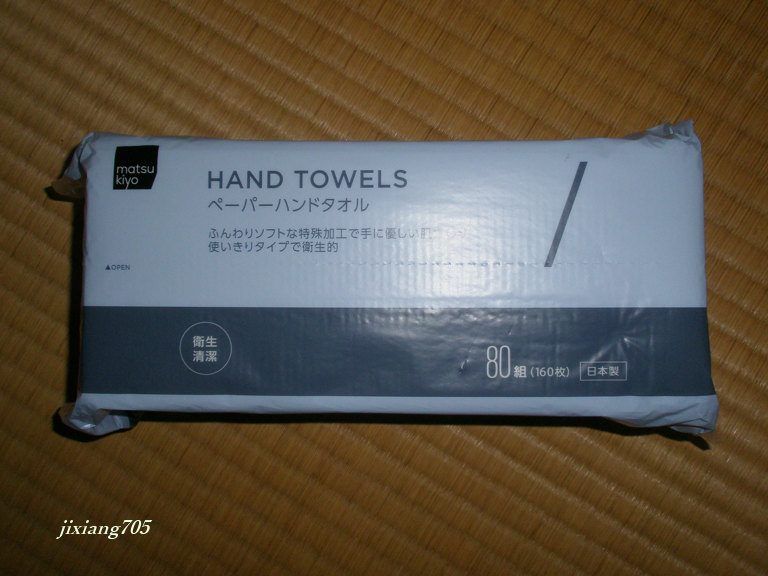 matsu
kiyo
HAND TOWELS
ペーパーハンドタオル
ふんわりソフトな特殊加工で手に優しい肌
使いきりタイプで衛生的
▲OPEN
衛生
清潔
80組(160枚) 日本製
jixiang705